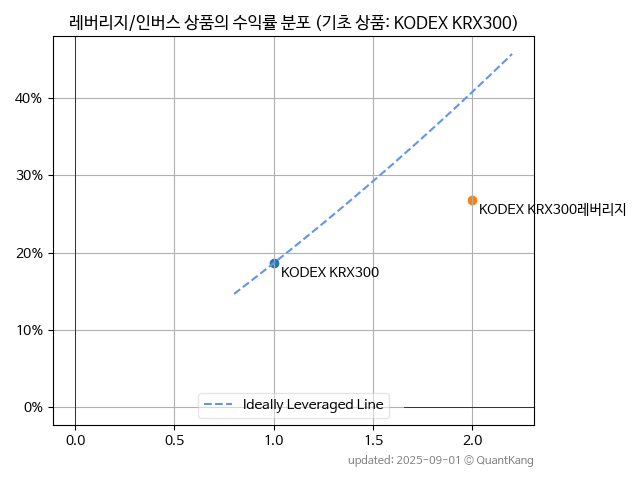 레버리지/인버스 상품의 수익률 분포 (기초 상품: KODEX KRX300)
40%
30%
KODEX KRX300레버리지
20%
KODEX KRX300
10%
0%
Ideally Leveraged Line
0.0 0.5 1.0 1.5 2.0
updated: 2025-09-01 © QuantKang